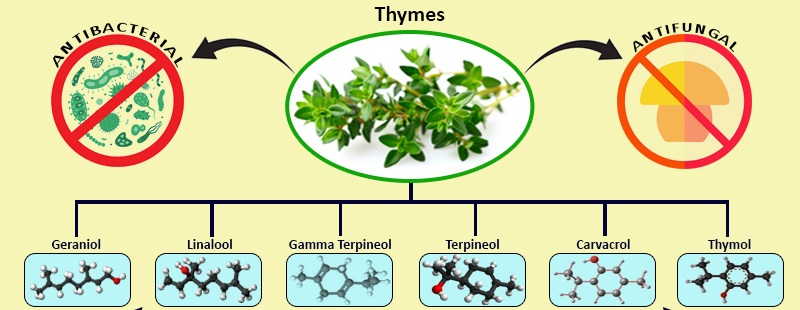 Thymes
ANTIBACTERIAL
ANTIFUNGAL
Geraniol
Linalool
Gamma Terpineol
Terpineol
Carvacrol
Thymol